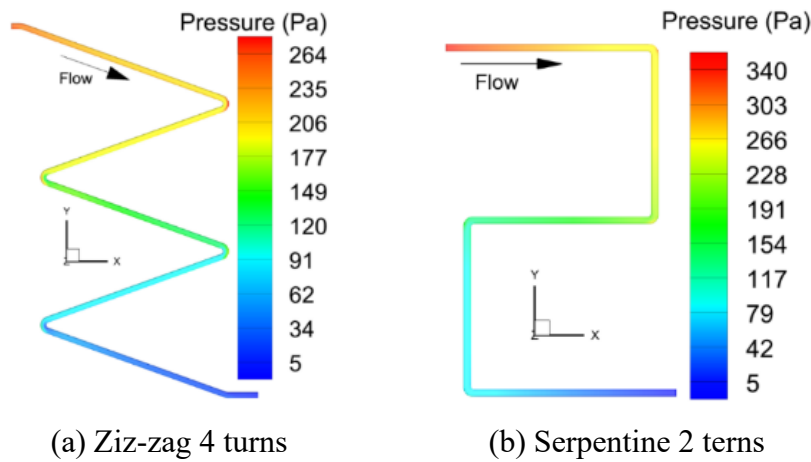 Pressure (Pa)
264
235
206
177
149
120
91
62
34
5
Flow
Y
Z
X
(a) Ziz-zag 4 turns
Pressure (Pa)
340
303
266
228
191
154
117
79
42
5
Flow
Y
Z
X
(b) Serpentine 2 terns